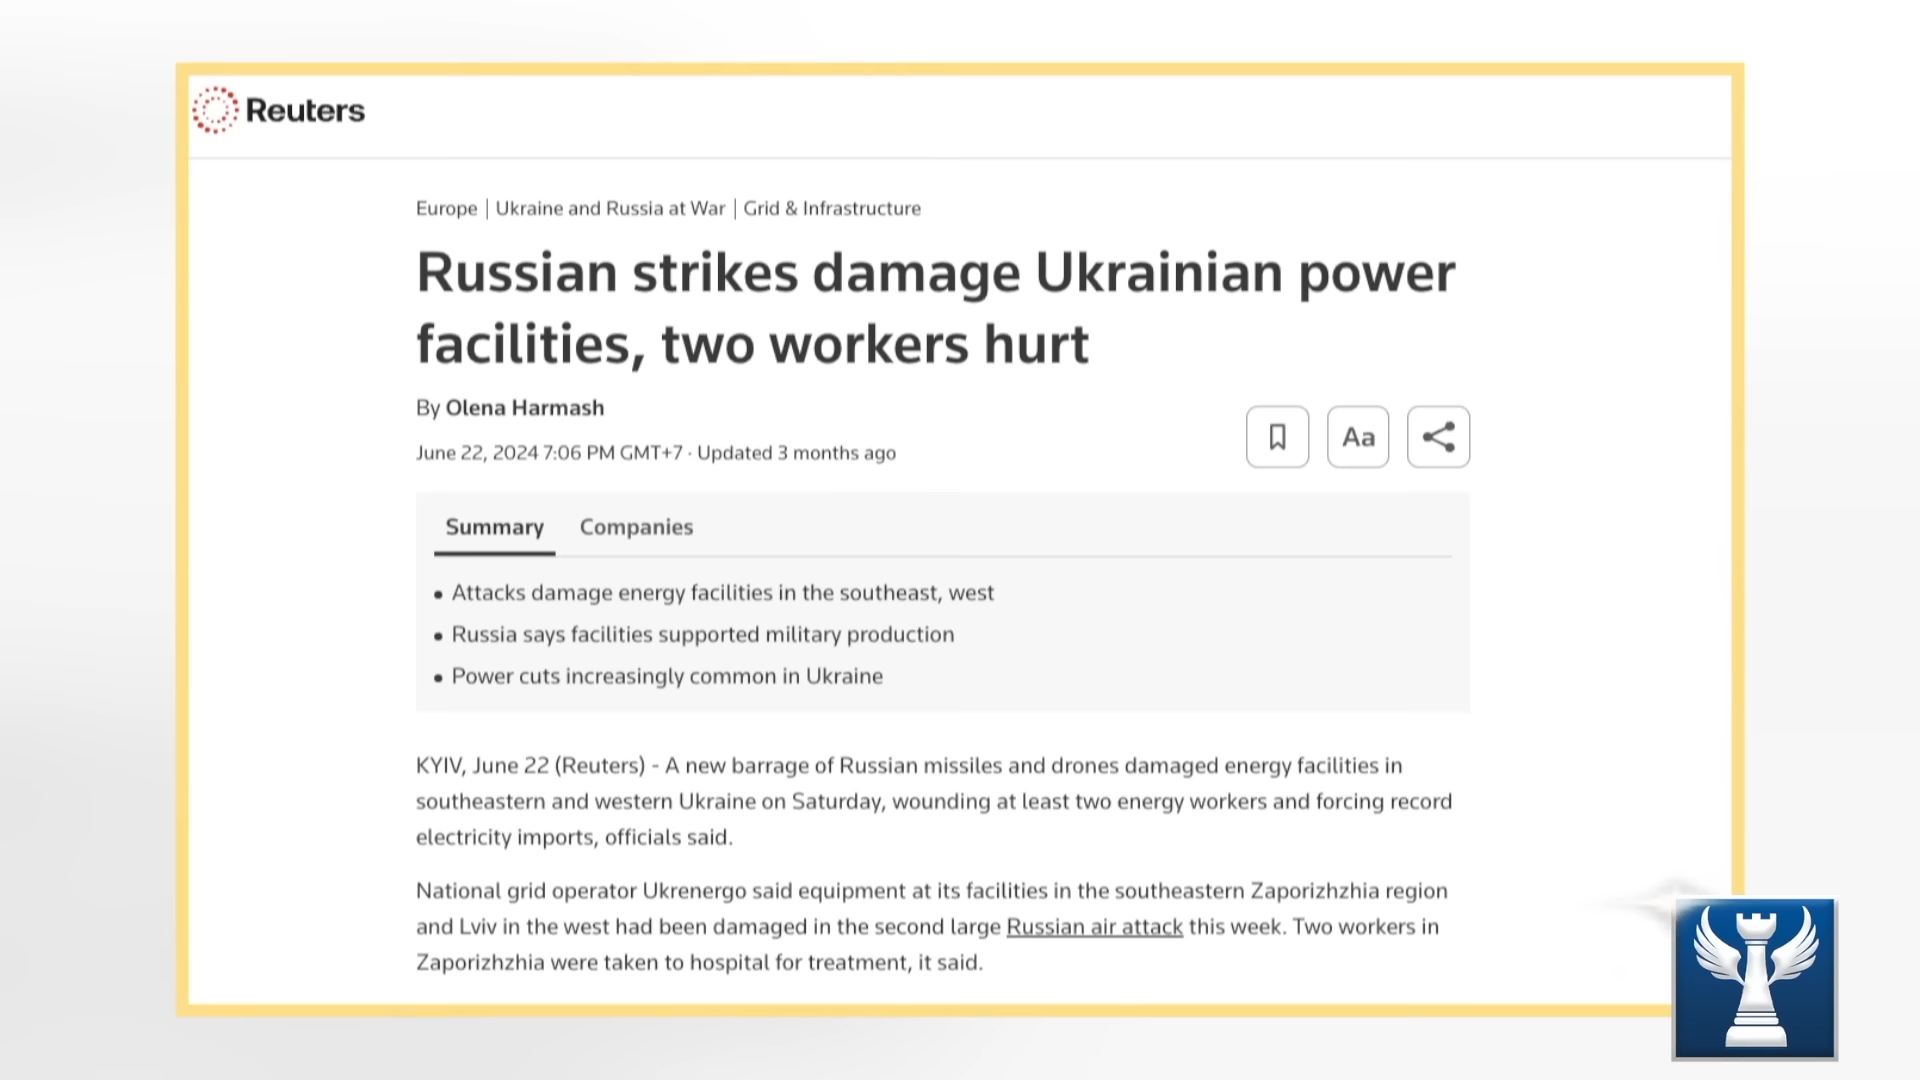 Reuters
Europe | Ukraine and Russia at War | Grid & Infrastructure
Russian strikes damage Ukrainian power
facilities, two workers hurt
By Olena Harmash
June 22, 2024 7:06 PM GMT+7 · Updated 3 months ago
Aa
Summary Companies
• Attacks damage energy facilities in the southeast, west
• Russia says facilities supported military production
• Power cuts increasingly common in Ukraine
KYIV, June 22 (Reuters) - A new barrage of Russian missiles and drones damaged energy facilities in
southeastern and western Ukraine on Saturday, wounding at least two energy workers and forcing record
electricity imports, officials said.
National grid operator Ukrenergo said equipment at its facilities in the southeastern Zaporizhzhia region
and Lviv in the west had been damaged in the second large Russian air attack this week. Two workers in
Zaporizhzhia were taken to hospital for treatment, it said.